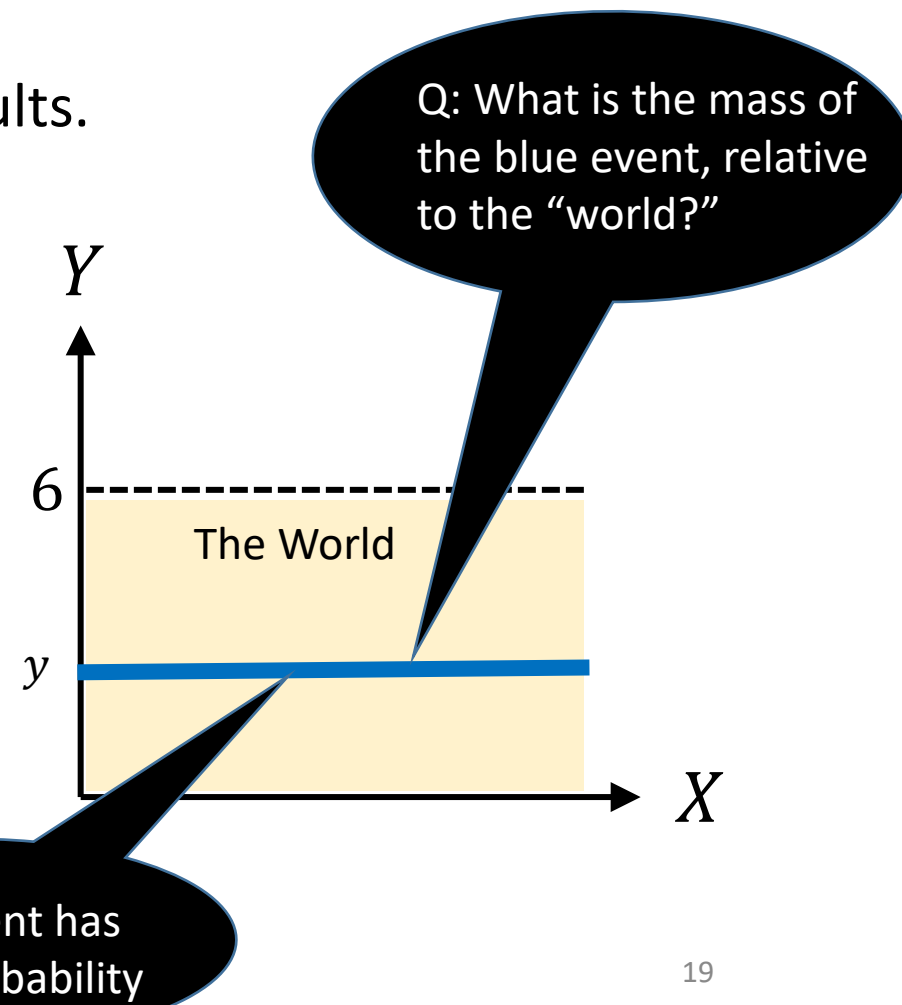 ults.
Q: What is the mass of
the blue event, relative
to the “world?”
Y
6
The World
y
X
nt has
bability
19